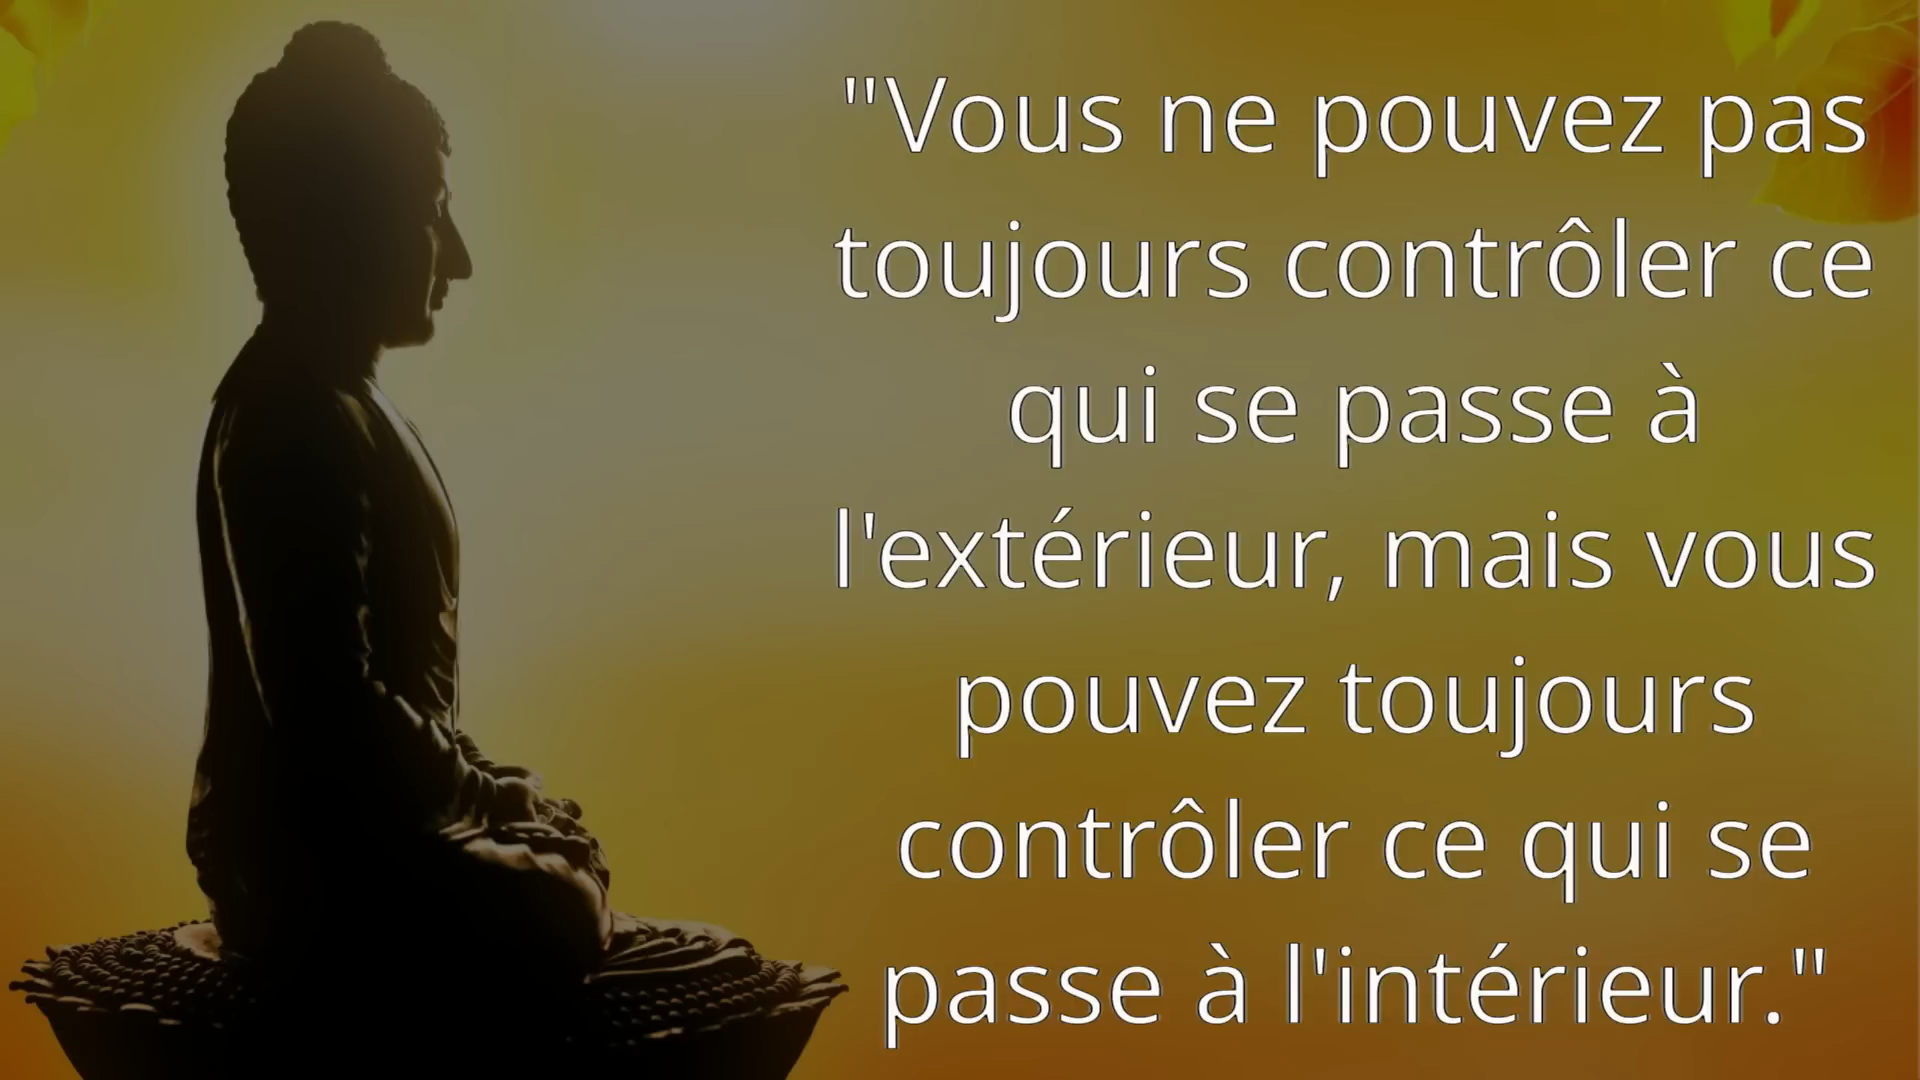 "Vous ne pouvez pas
toujours contrôler ce
qui se passe à
l'extérieur, mais vous
pouvez toujours
contrôler ce qui se
passe à l'intérieur."